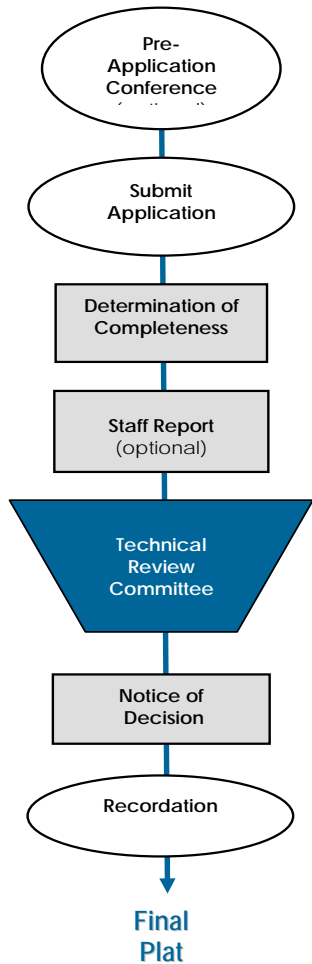 Pre-
Application
Conference
Submit
Application
Determination of
Completeness
Staff Report
(optional)
Technical
Review
Committee
Notice of
Decision
Recordation
Final
Plat